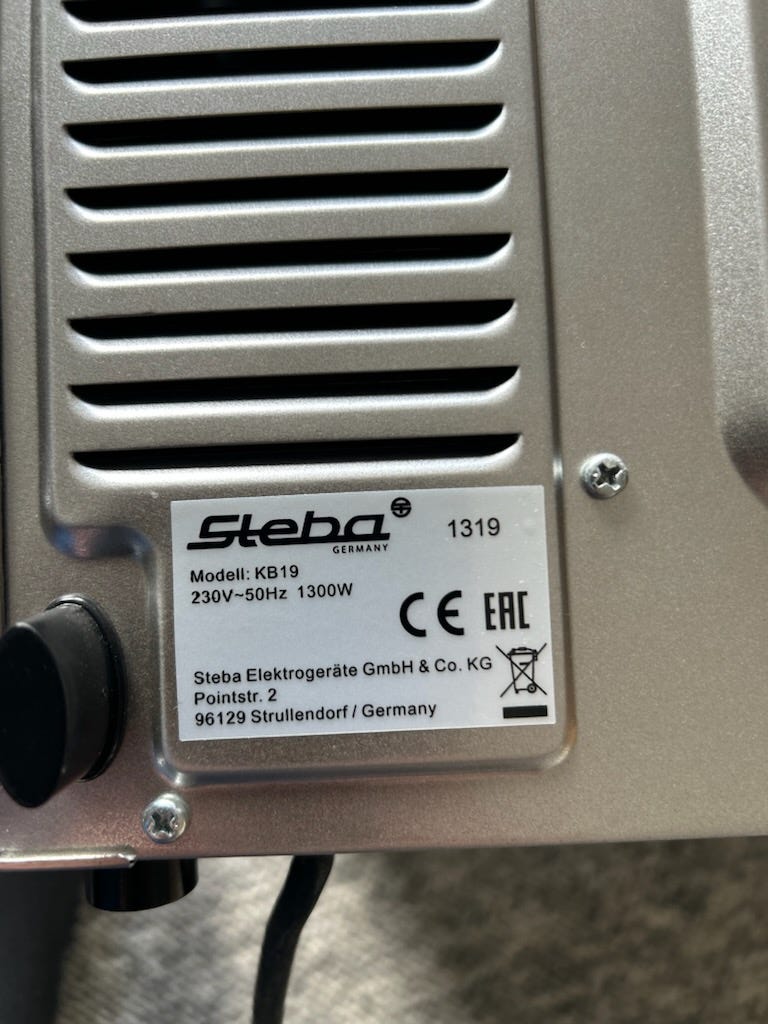 Steba
GERMANY
1319
Modell: KB19
230V~50Hz 1300W
CE EAC
Steba Elektrogeräte GmbH & Co. KG
Pointstr. 2
96129 Strullendorf / Germany